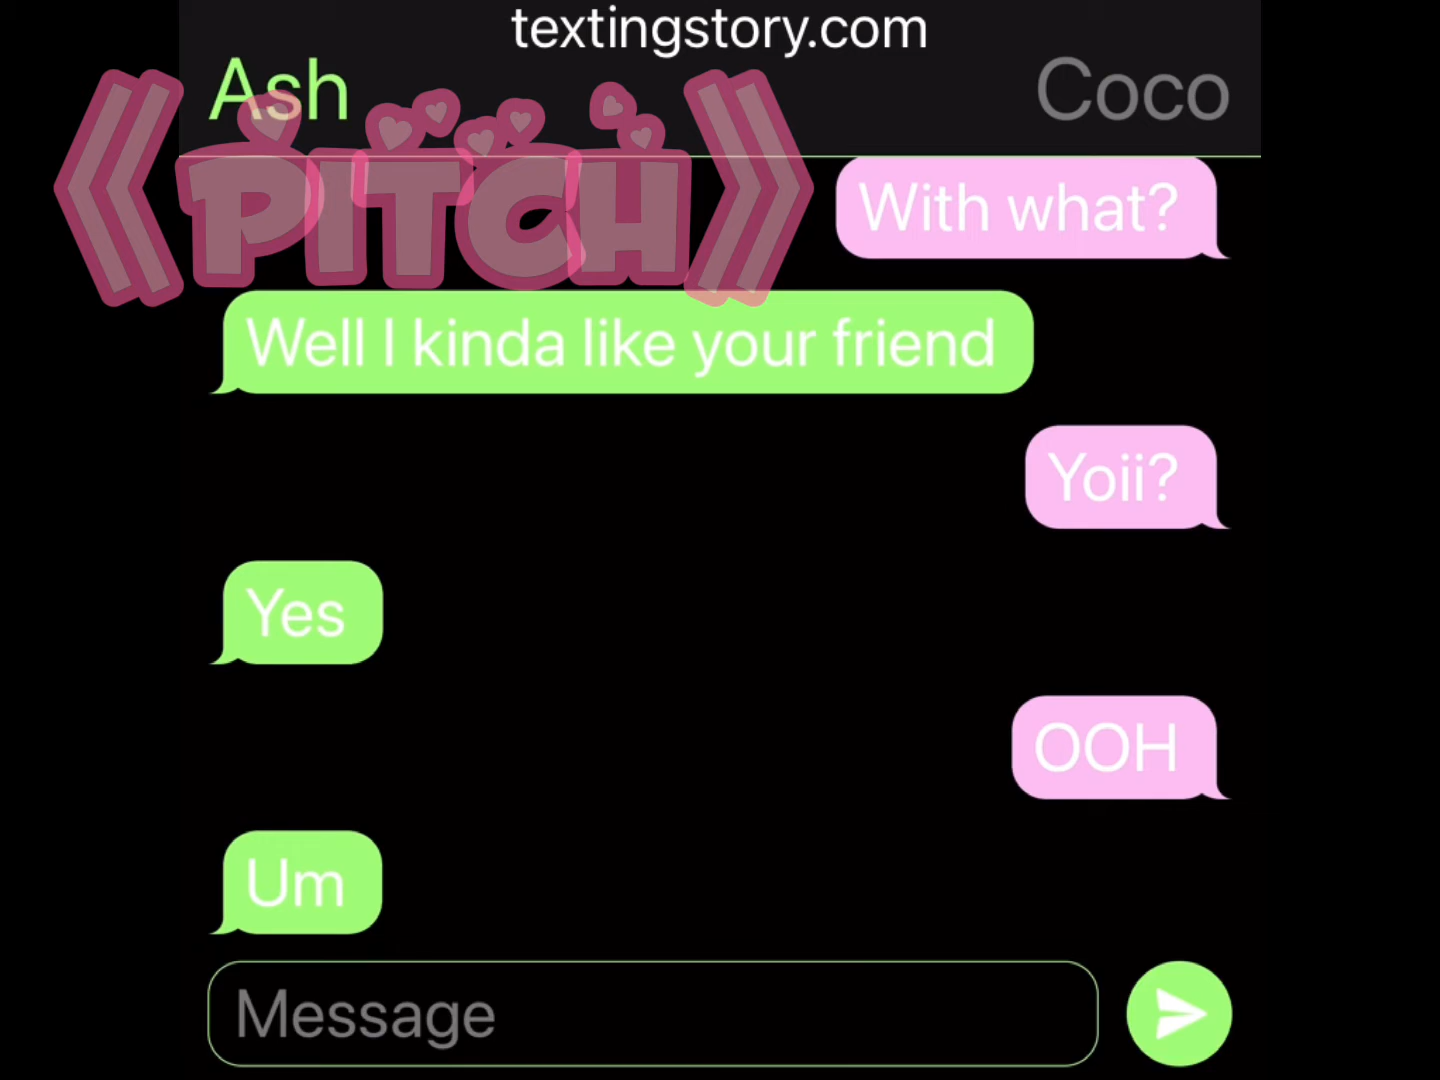 textingstory.com
Ash
Coco
《PITCH》
With what?
Well I kinda like your friend
Yoii?
Yes
OOH
Um
Message